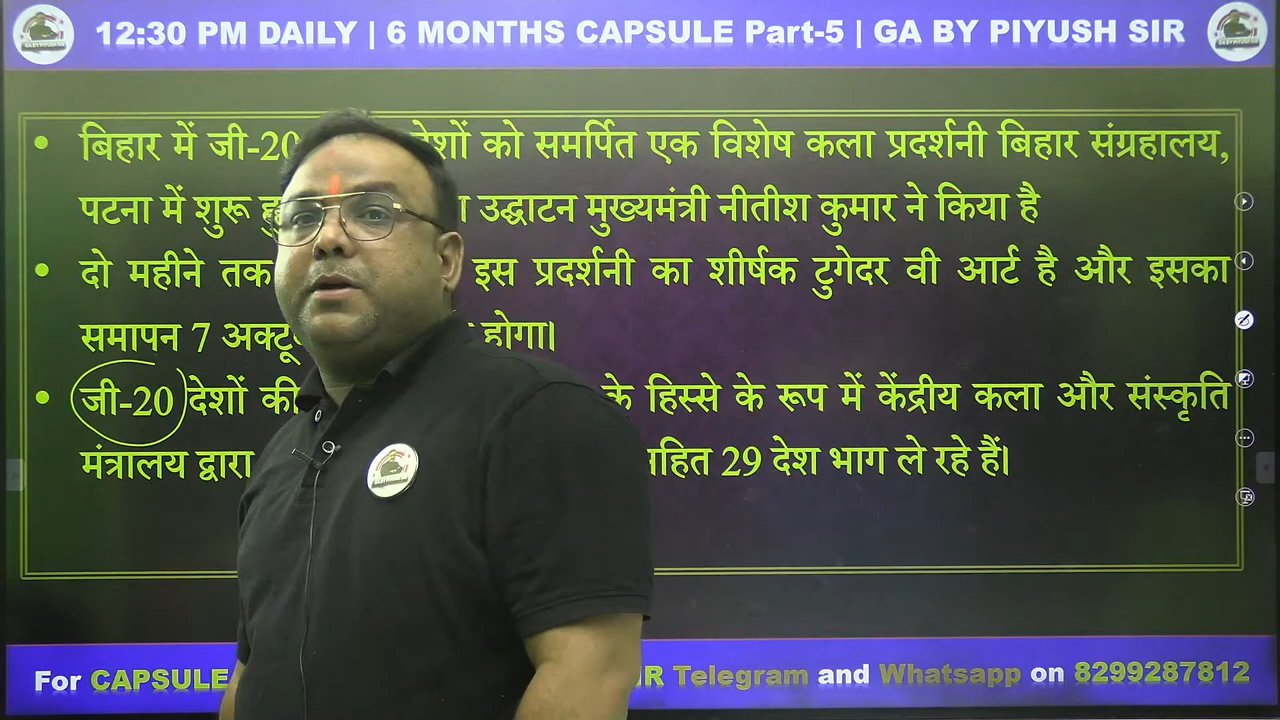 12:30 PM DAILY | 6 MONTHS CAPSULE Part-5 | GA BY PIYUSH SIR
• बिहार में जी-20 को समर्पित एक विशेष कला प्रदर्शनी बिहार संग्रहालय,
पटना में शुरू उद्घाटन मुख्यमंत्री नीतीश कुमार ने किया है
• दो महीने तक इस प्रदर्शनी का शीर्षक टुगेदर वी आर्ट है और इसका
समापन 7 होगा।
• जी-20 देशों की के हिस्से के रूप में केंद्रीय कला और संस्कृति
मंत्रालय द्वारा 29 देश भाग ले रहे हैं।
For CAPSULE Telegram and Whatsapp on 8299287812